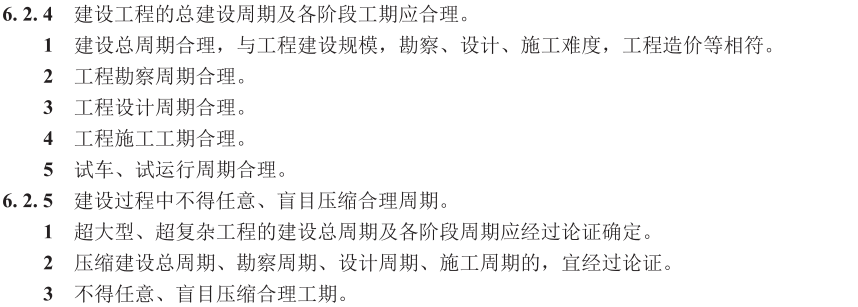 6.2.4 建设工程的总建设周期及各阶段工期应合理。
1 建设总周期合理，与工程建设规模，勘察、设计、施工难度，工程造价等相符。
2 工程勘察周期合理。
3 工程设计周期合理。
4 工程施工工期合理。
5 试车、试运行周期合理。
6.2.5 建设过程中不得任意、盲目压缩合理周期。
1 超大型、超复杂工程的建设总周期及各阶段周期应经过论证确定。
2 压缩建设总周期、勘察周期、设计周期、施工周期的，宜经过论证。
3 不得任意、盲目压缩合理工期。